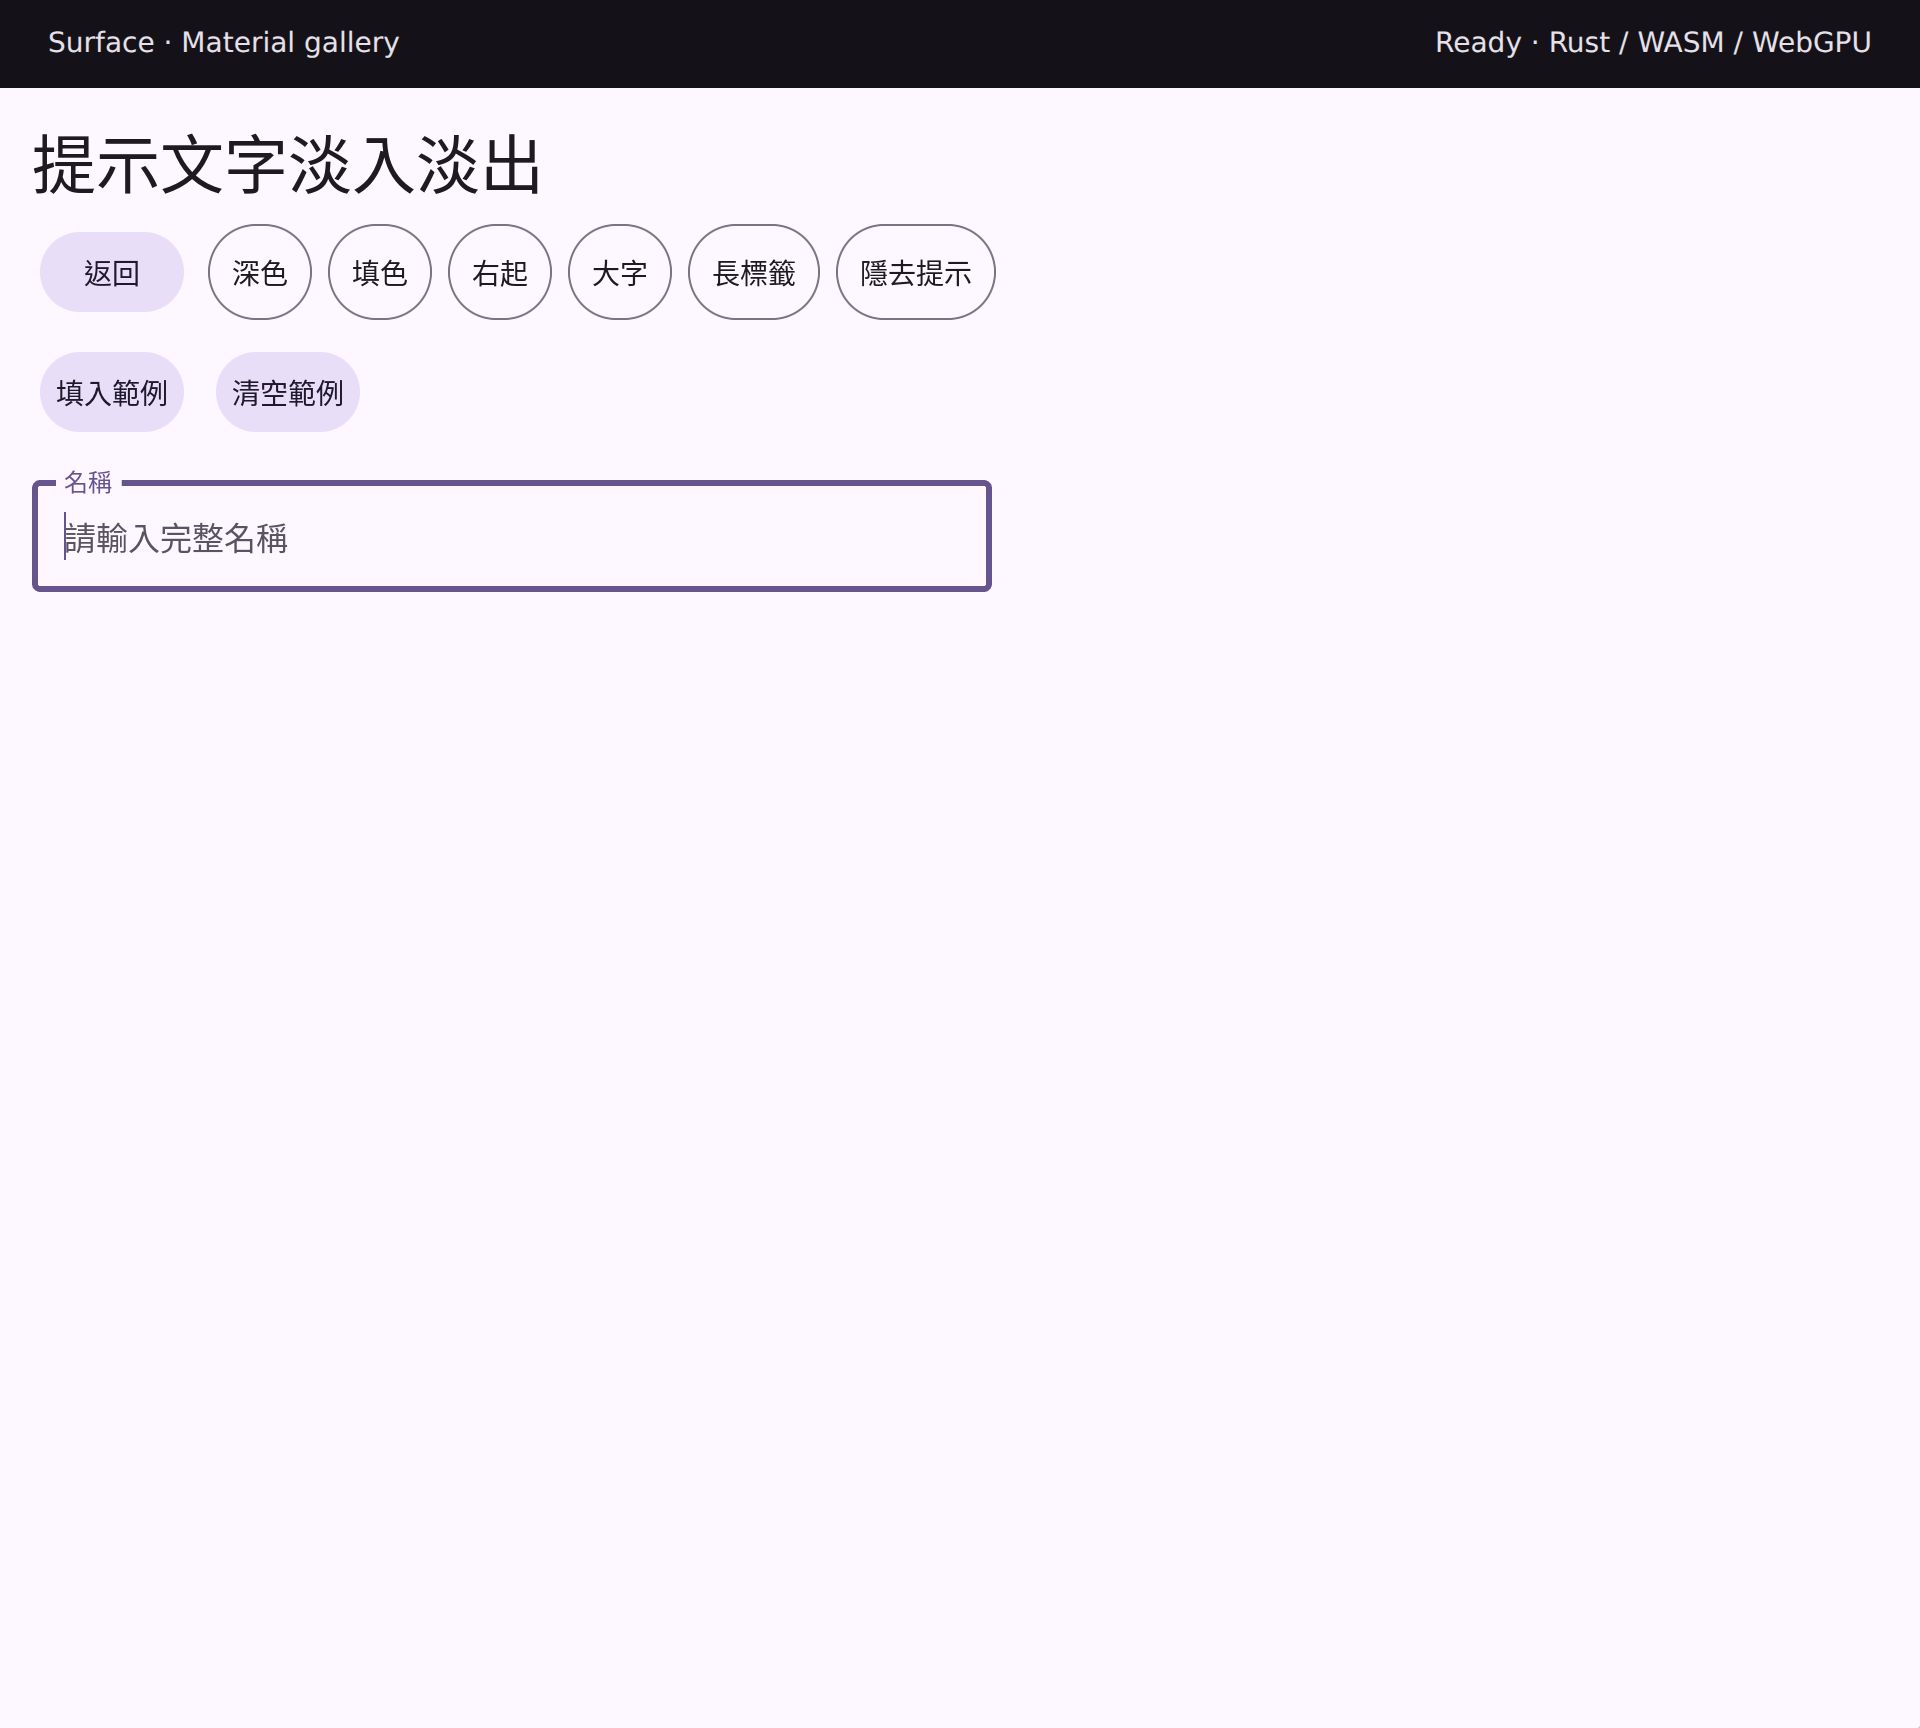 Surface · Material gallery
Ready · Rust / WASM / WebGPU
提示文字淡入淡出
返回 深色 填色 右起 大字 長標籤 隱去提示
填入範例 清空範例
名稱
請輸入完整名稱